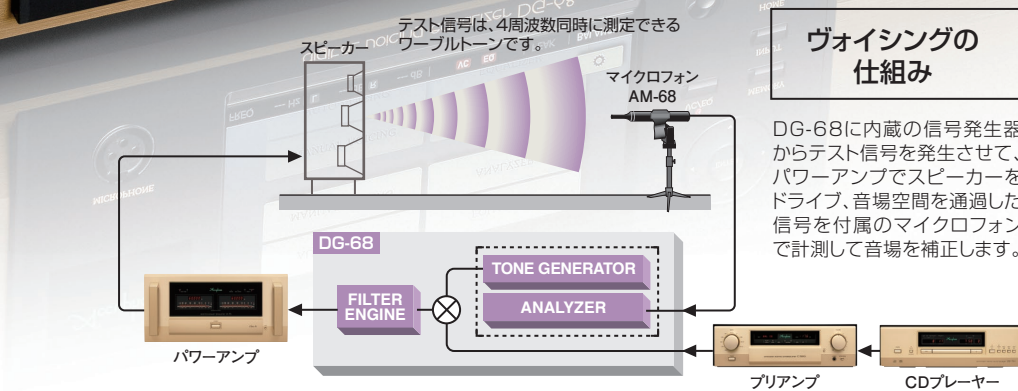 テスト信号は、4周波数同時に測定できる
ワーブルトーンです。
スピーカー
マイクロフォン
AM-68
ヴォイシングの
仕組み
DG-68に内蔵の信号発生器
からテスト信号を発生させて、
パワーアンプでスピーカーを
ドライブ、音場空間を通過した
信号を付属のマイクロフォン
で計測して音場を補正します。
DG-68
TONE GENERATOR
ANALYZER
FILTER
ENGINE
パワーアンプ
プリアンプ
CDプレーヤー